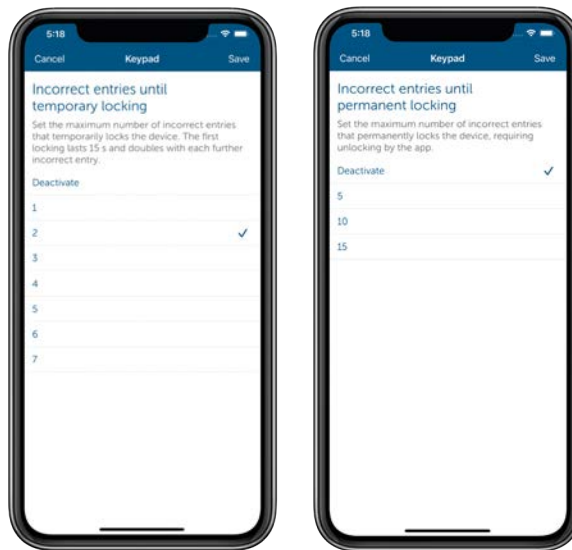 5:18
Cancel Keypad Save
Incorrect entries until
temporary locking
Set the maximum number of incorrect entries
that temporarily locks the device. The first
locking lasts 15 s and doubles with each further
incorrect entry.
Deactivate
1
2
3
4
5
6
7
5:18
Cancel Keypad Save
Incorrect entries until
permanent locking
Set the maximum number of incorrect entries
that permanently locks the device, requiring
unlocking by the app.
Deactivate
5
10
15